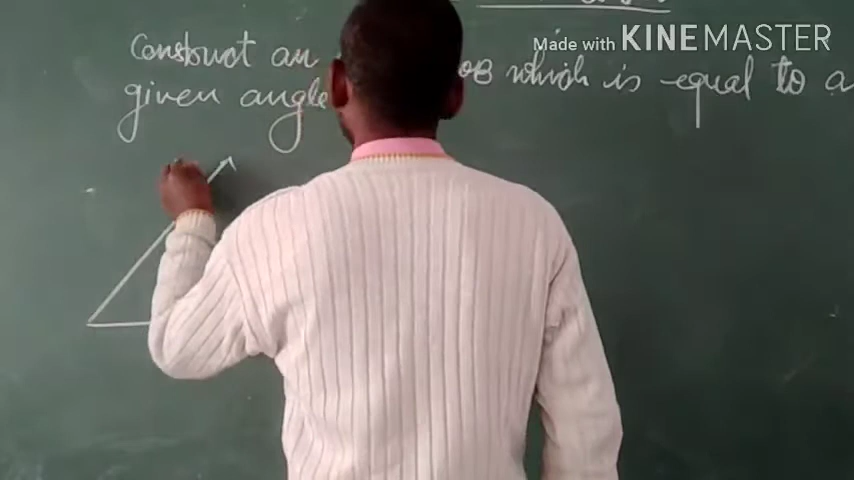 Made with KINEMASTER
Construct an which is equal to a
given angle